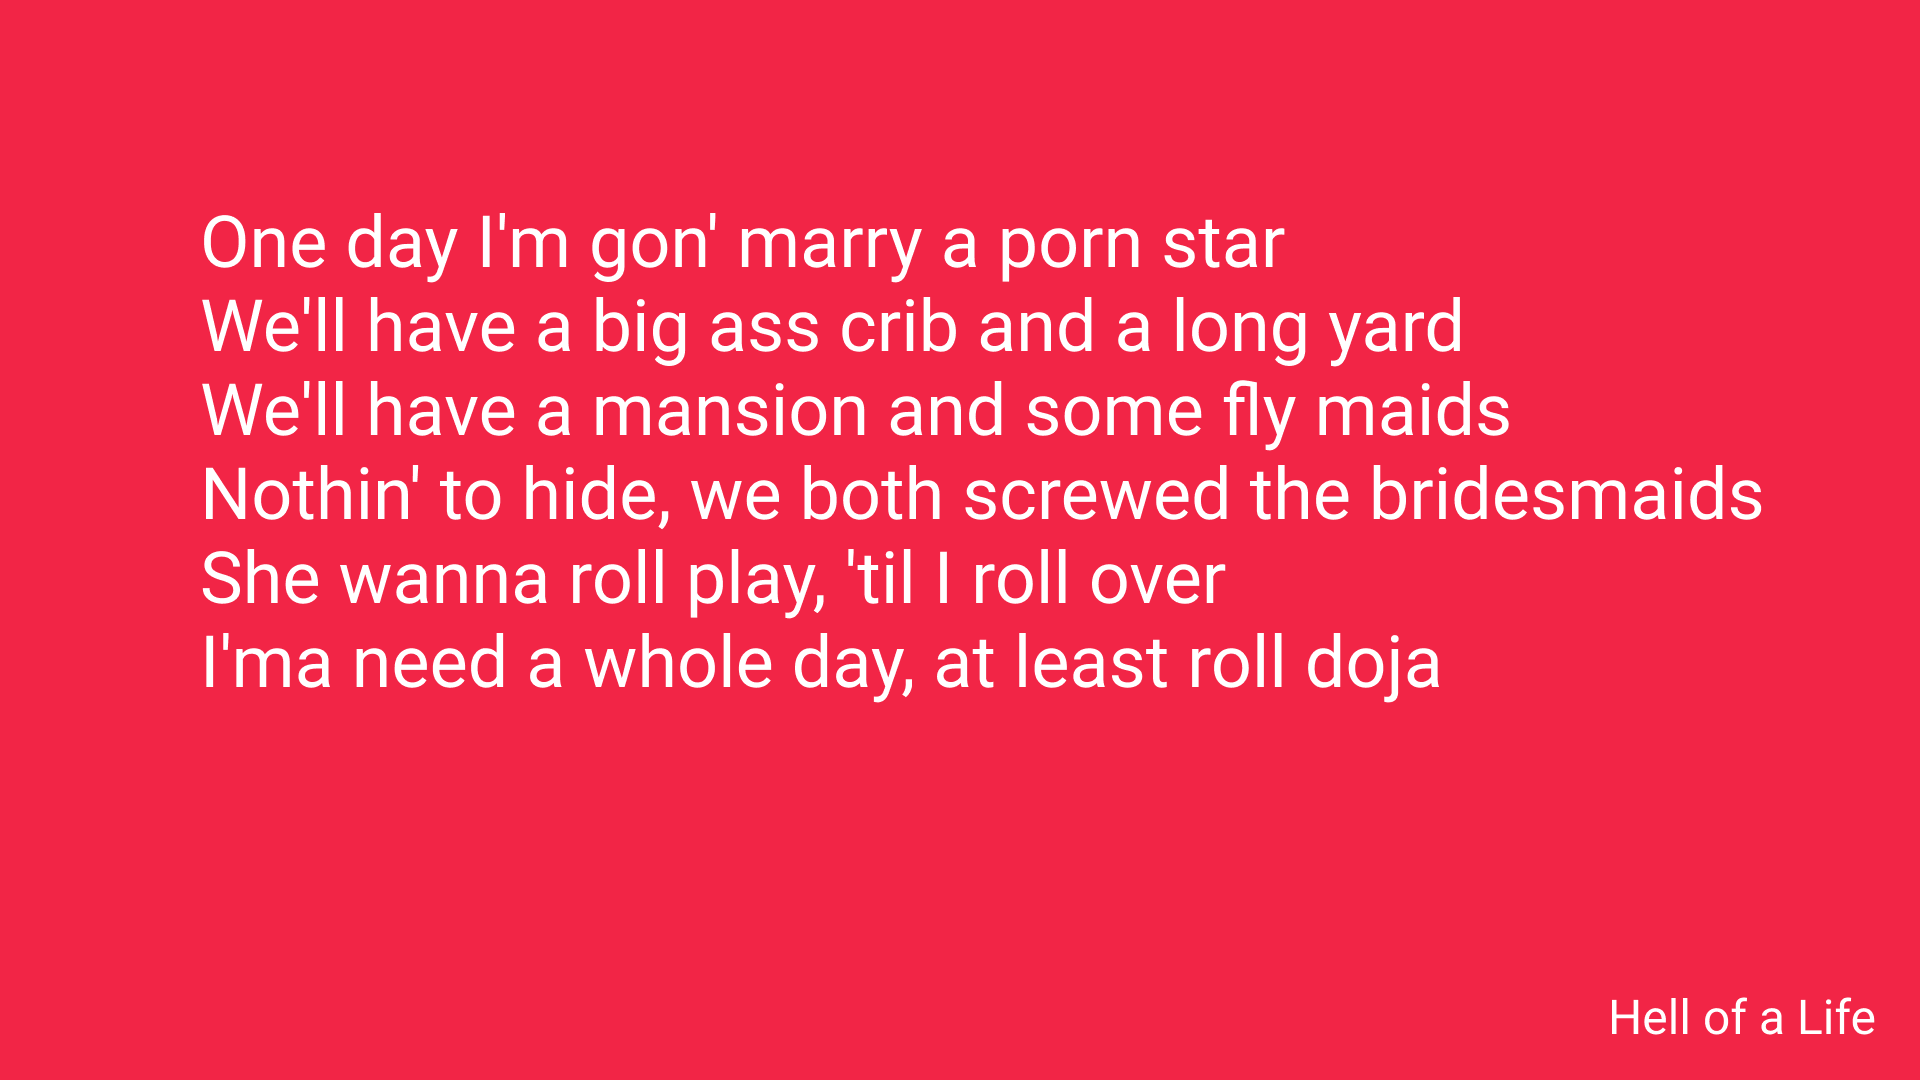 One day I'm gon' marry a porn star
We'll have a big ass crib and a long yard
We'll have a mansion and some fly maids
Nothin' to hide, we both screwed the bridesmaids
She wanna roll play, 'til I roll over
I'ma need a whole day, at least roll doja
Hell of a Life